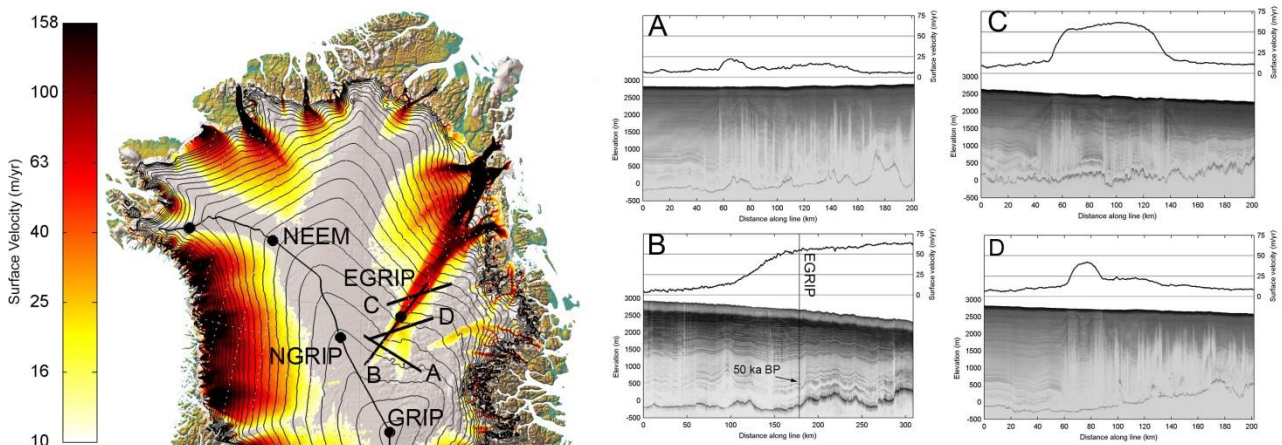 158
100
63
40
25
16
10
Surface Velocity (m/yr)
NEEM
EGRIP
C
D
NGRIP
B
A
GRIP
A
75
50
25
0
Surface velocity (m/yr)
3000
2500
2000
1500
1000
500
0
-500
Elevation (m)
0 20 40 60 80 100 120 140 160 180 200
Distance along line (km)
B
75
50
25
0
Surface velocity (m/yr)
EGRIP
3000
2500
2000
1500
1000
500
0
-500
Elevation (m)
50 ka BP
0 50 100 150 200 250 300
Distance along line (km)
C
75
50
25
0
Surface velocity (m/yr)
3000
2500
2000
1500
1000
500
0
-500
Elevation (m)
0 20 40 60 80 100 120 140 160 180 200
Distance along line (km)
D
75
50
25
0
Surface velocity (m/yr)
3000
2500
2000
1500
1000
500
0
-500
Elevation (m)
0 20 40 60 80 100 120 140 160 180 200
Distance along line (km)